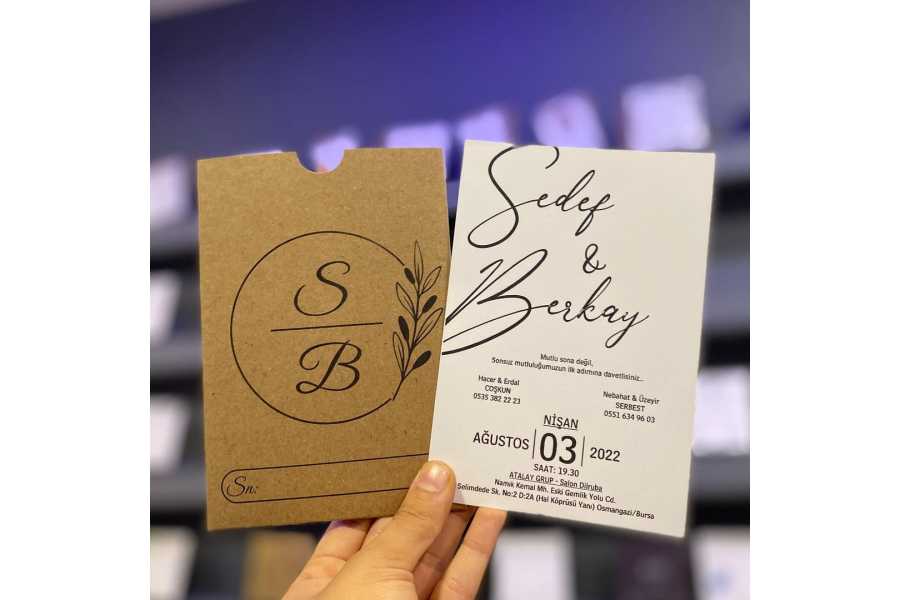 S
B
Sn:
Sedef
&
Berkay
Mutlu sona değil,
Sonsuz mutluluğumuzun ilk adımına davetlisiniz..
Hacer & Erdal
COŞKUN
0535 382 22 23
Nebahat & Üzeyir
SERBEST
0551 634 96 03
NİŞAN
AĞUSTOS 03 2022
SAAT: 19.30
ATALAY GRUP - Salon Dilruba
Namık Kemal Mh. Eski Gemlik Yolu Cd.
Selimdede Sk. No:2 D:2A (Hal Köprüsü Yanı) Osmangazi/Bursa